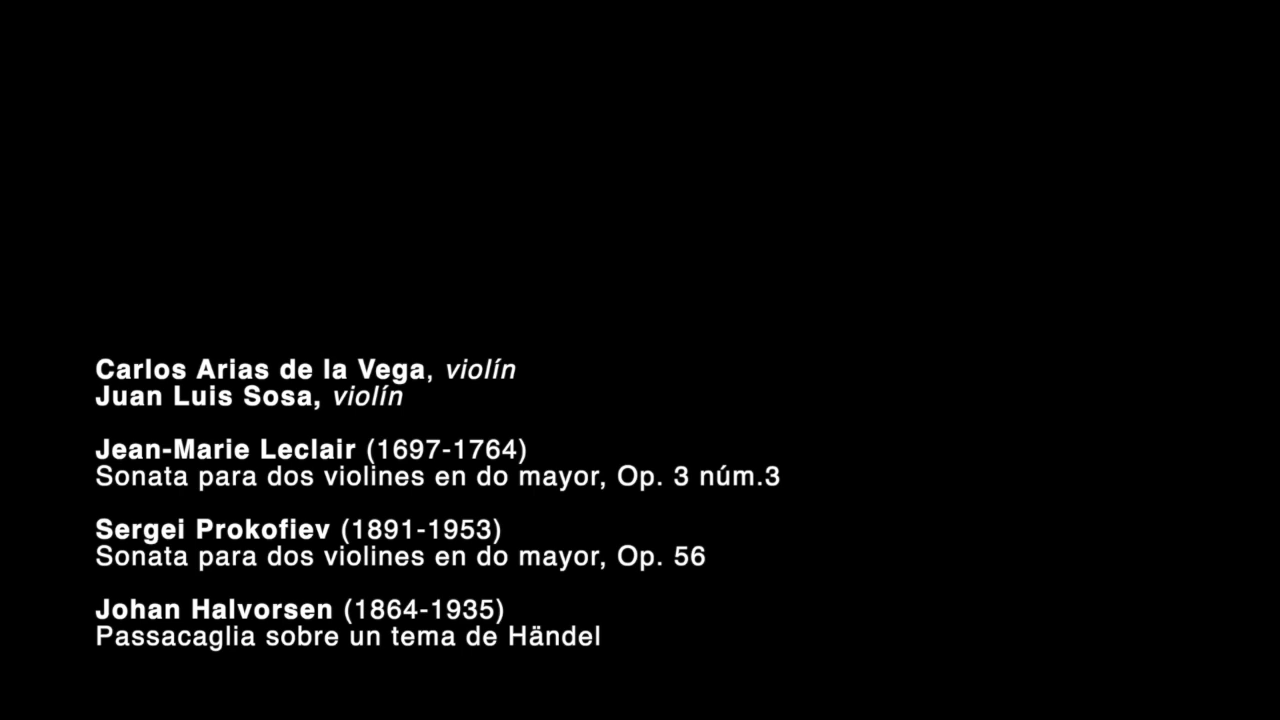 Carlos Arias de la Vega, violín
Juan Luis Sosa, violín
Jean-Marie Leclair (1697-1764)
Sonata para dos violines en do mayor, Op. 3 núm.3
Sergei Prokofiev (1891-1953)
Sonata para dos violines en do mayor, Op. 56
Johan Halvorsen (1864-1935)
Passacaglia sobre un tema de Händel